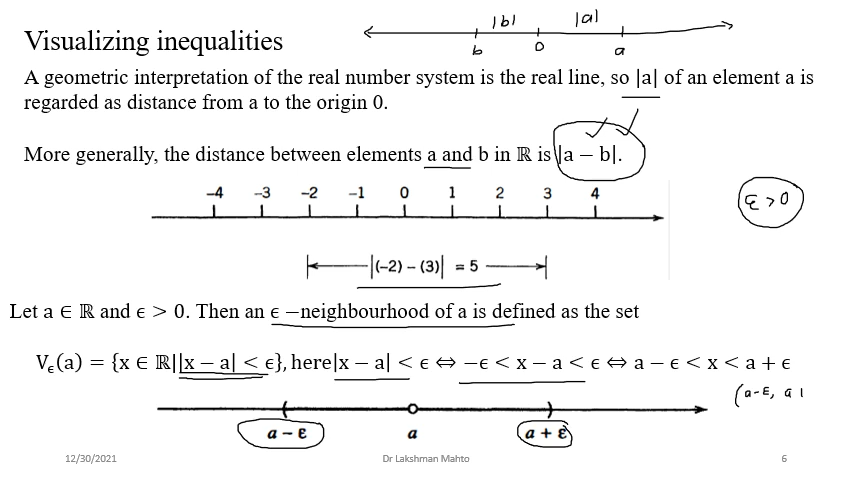 |b| |a|
b 0 a
Visualizing inequalities
A geometric interpretation of the real number system is the real line, so |a| of an element a is
regarded as distance from a to the origin 0.
More generally, the distance between elements a and b in ℝ is |a − b|.
−4 −3 −2 −1 0 1 2 3 4
ε > 0
|(−2) − (3)| = 5
Let a ∈ ℝ and ϵ > 0. Then an ϵ −neighbourhood of a is defined as the set
Vϵ(a) = {x ∈ ℝ||x − a| < ϵ}, here|x − a| < ϵ ⇔ −ϵ < x − a < ϵ ⇔ a − ϵ < x < a + ϵ
(a-ε, a
a − ε a a + ε
12/30/2021 Dr Lakshman Mahto 6